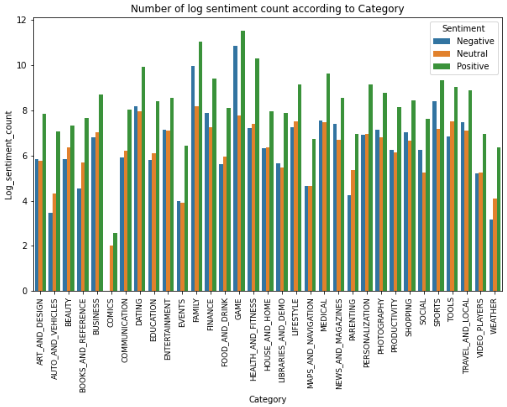 Number of log sentiment count according to Category
Sentiment
Negative
Neutral
Positive
Log_sentiment_count
12
10
8
6
4
2
0
ART_AND_DESIGN
AUTO_AND_VEHICLES
BEAUTY
BOOKS_AND_REFERENCE
BUSINESS
COMICS
COMMUNICATION
DATING
EDUCATION
ENTERTAINMENT
EVENTS
FAMILY
FINANCE
FOOD_AND_DRINK
GAME
HEALTH_AND_FITNESS
HOUSE_AND_HOME
LIBRARIES_AND_DEMO
LIFESTYLE
MAPS_AND_NAVIGATION
MEDICAL
NEWS_AND_MAGAZINES
PARENTING
PERSONALIZATION
PHOTOGRAPHY
PRODUCTIVITY
SHOPPING
SOCIAL
SPORTS
TOOLS
TRAVEL_AND_LOCAL
VIDEO_PLAYERS
WEATHER
Category